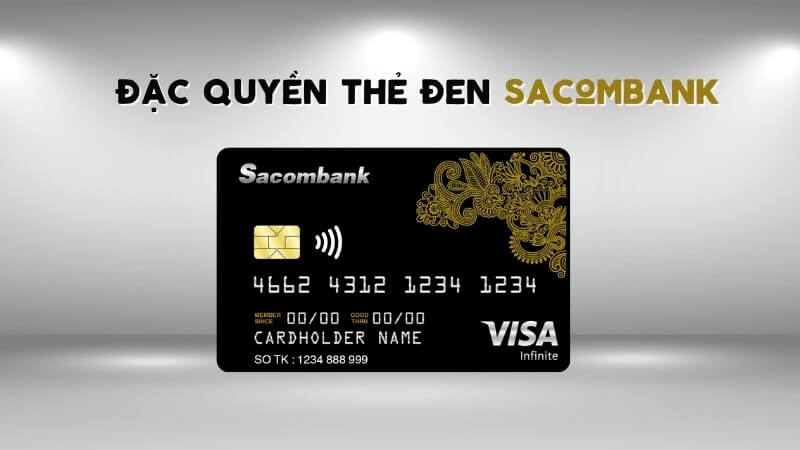 ĐẶC QUYỀN THẺ ĐEN SACOMBANK
Sacombank
4662 4312 1234 1234
MEMBER SINCE 00/00 GOOD THRU 00/00
CARDHOLDER NAME
SO TK : 1234 888 999
VISA
Infinite